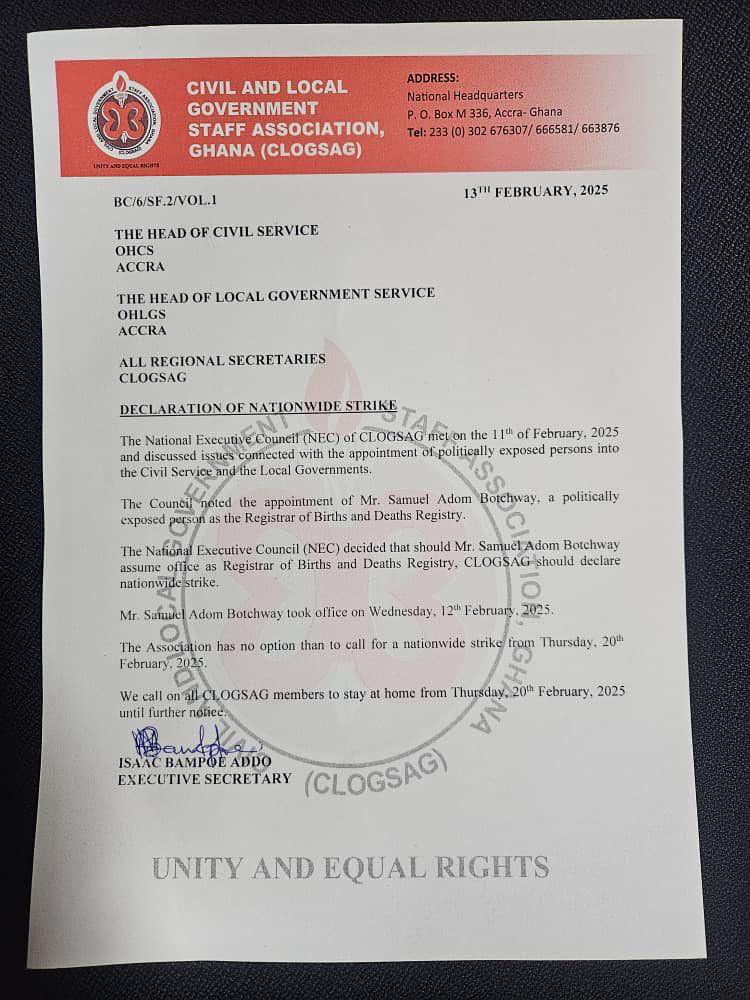 CIVIL AND LOCAL
GOVERNMENT
STAFF ASSOCIATION,
GHANA (CLOGSAG)
UNITY AND EQUAL RIGHTS
ADDRESS:
National Headquarters
P. O. Box M 336, Accra- Ghana
Tel: 233 (0) 302 676307/ 666581/ 663876
BC/6/SF.2/VOL.1
13TH FEBRUARY, 2025
THE HEAD OF CIVIL SERVICE
OHCS
ACCRA
THE HEAD OF LOCAL GOVERNMENT SERVICE
OHLGS
ACCRA
ALL REGIONAL SECRETARIES
CLOGSAG
DECLARATION OF NATIONWIDE STRIKE
The National Executive Council (NEC) of CLOGSAG met on the 11th of February, 2025
and discussed issues connected with the appointment of politically exposed persons into
the Civil Service and the Local Governments.
The Council noted the appointment of Mr. Samuel Adom Botchway, a politically
exposed person as the Registrar of Births and Deaths Registry.
The National Executive Council (NEC) decided that should Mr. Samuel Adom Botchway
assume office as Registrar of Births and Deaths Registry, CLOGSAG should declare
nationwide strike.
Mr. Samuel Adom Botchway took office on Wednesday, 12th February, 2025.
The Association has no option than to call for a nationwide strike from Thursday, 20th
February, 2025.
We call on all CLOGSAG members to stay at home from Thursday, 20th February, 2025
until further notice.
ISAAC BAMPOE ADDO
EXECUTIVE SECRETARY
CIVIL AND LOCAL GOVERNMENT STAFF ASSOCIATION, GHANA
(CLOGSAG)
UNITY AND EQUAL RIGHTS